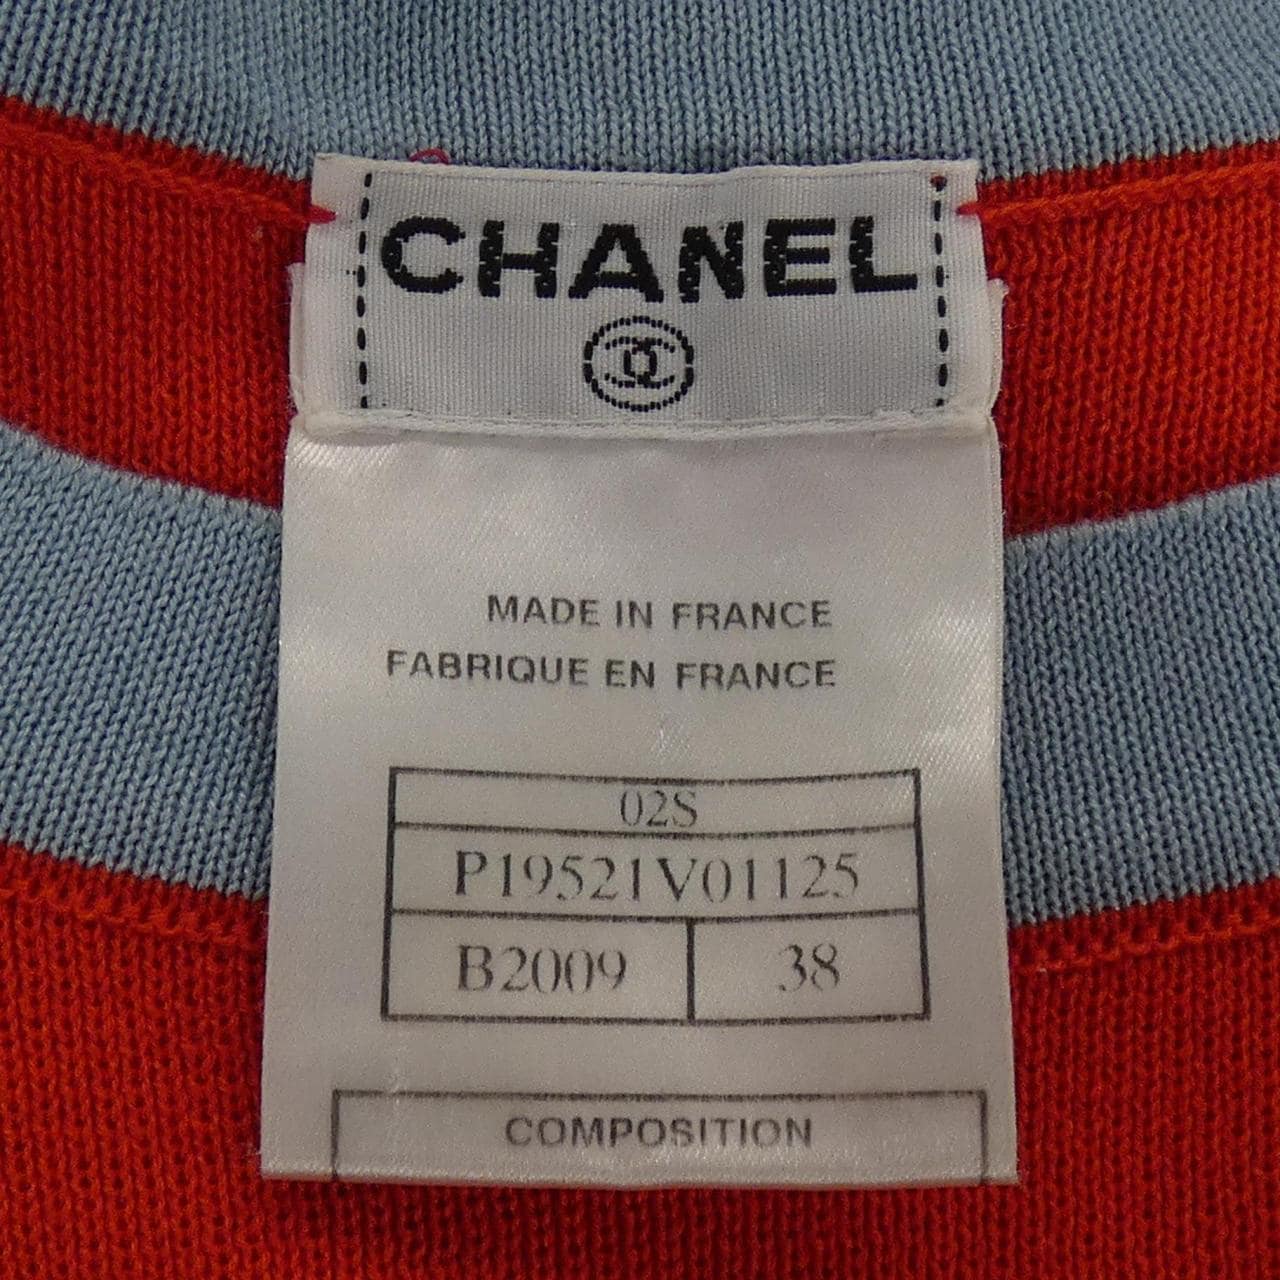 CHANEL
MADE IN FRANCE
FABRIQUE EN FRANCE
02S
P19521V01125
B2009 38
COMPOSITION